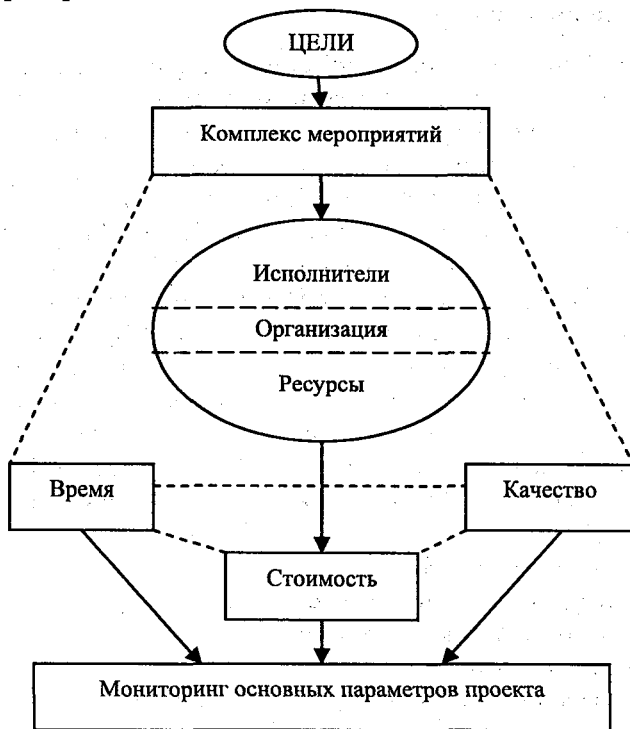 ЦЕЛИ
Комплекс мероприятий
Исполнители
Организация
Ресурсы
Время
Качество
Стоимость
Мониторинг основных параметров проекта